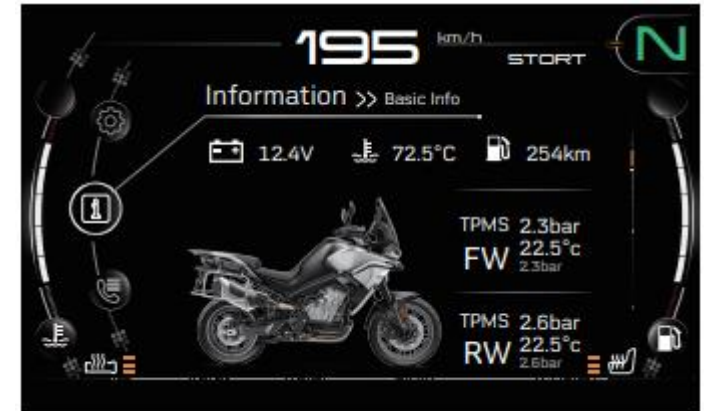 195 km/h
STORT
N
Information >> Basic Info
12.4V 72.5°C 254km
TPMS 2.3bar
FW 22.5°c
2.3bar
TPMS 2.6bar
RW 22.5°c
2.6bar